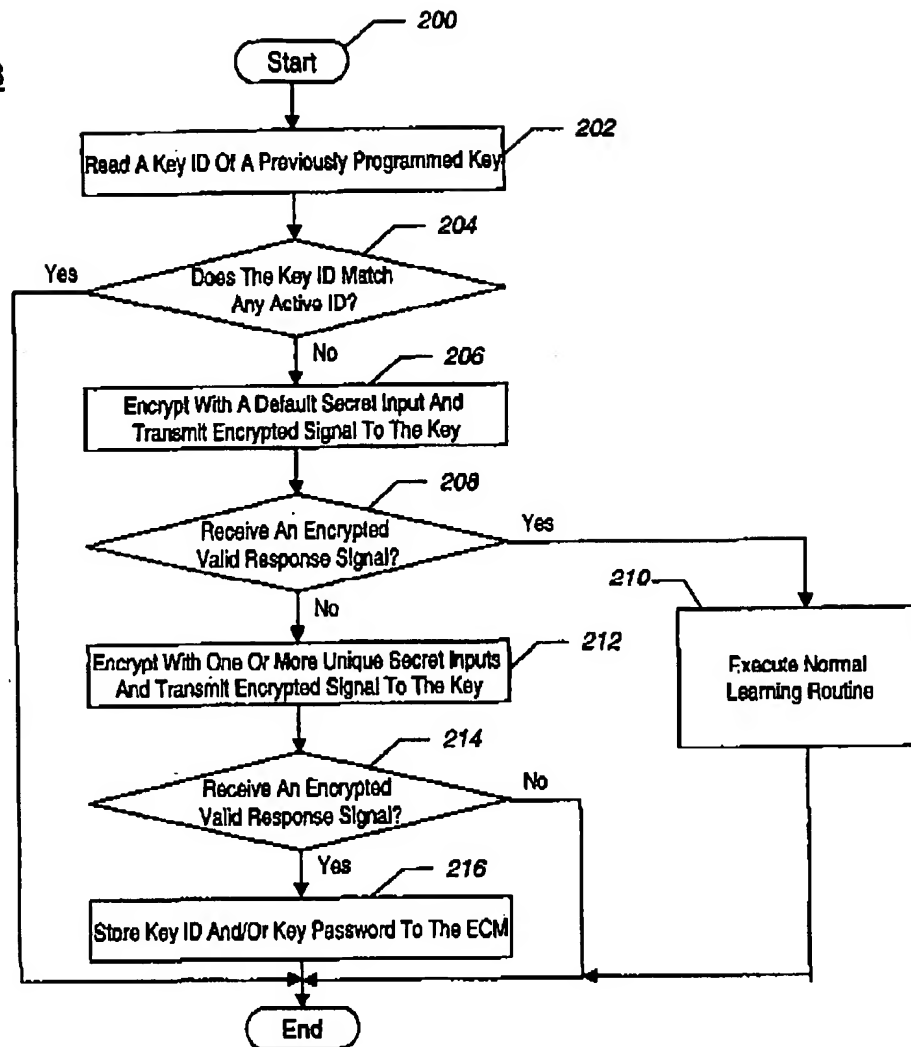 200
Start
202
Read A Key ID Of A Previously Programmed Key
204
Yes
Does The Key ID Match
Any Active ID?
No
206
Encrypt With A Default Secret Input And
Transmit Encrypted Signal To The Key
208
Receive An Encrypted
Valid Response Signal?
Yes
210
No
Encrypt With One Or More Unique Secret Inputs
And Transmit Encrypted Signal To The Key
212
Execute Normal
Learning Routine
214
Receive An Encrypted
Valid Response Signal?
No
Yes
216
Store Key ID And/Or Key Password To The ECM
End